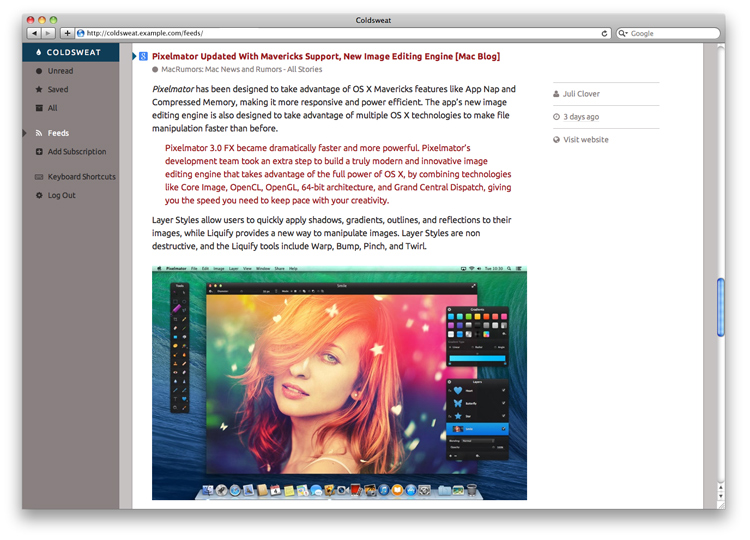 Coldsweat
http://coldsweat.example.com/feeds/
Google
COLDSWEAT
Unread
Saved
All
Feeds
Add Subscription
Keyboard Shortcuts
Log Out
Pixelmator Updated With Mavericks Support, New Image Editing Engine [Mac Blog]
MacRumors: Mac News and Rumors - All Stories
Pixelmator has been designed to take advantage of OS X Mavericks features like App Nap and
Compressed Memory, making it more responsive and power efficient. The app's new image
editing engine is also designed to take advantage of multiple OS X technologies to make file
manipulation faster than before.
Pixelmator 3.0 FX became dramatically faster and more powerful. Pixelmator's
development team took an extra step to build a truly modern and innovative image
editing engine that takes advantage of the full power of OS X, by combining technologies
like Core Image, OpenCL, OpenGL, 64-bit architecture, and Grand Central Dispatch, giving
you the speed you need to keep pace with your creativity.
Layer Styles allow users to quickly apply shadows, gradients, outlines, and reflections to their
images, while Liquify provides a new way to manipulate images. Layer Styles are non
destructive, and the Liquify tools include Warp, Bump, Pinch, and Twirl.
Juli Clover
3 days ago
Visit website
Pixelmator File Edit Image Layer View Window Share Help
Tue 10:30
Tools
Smile
Gradients
Layers
Heart
Butterfly
Star
Smile